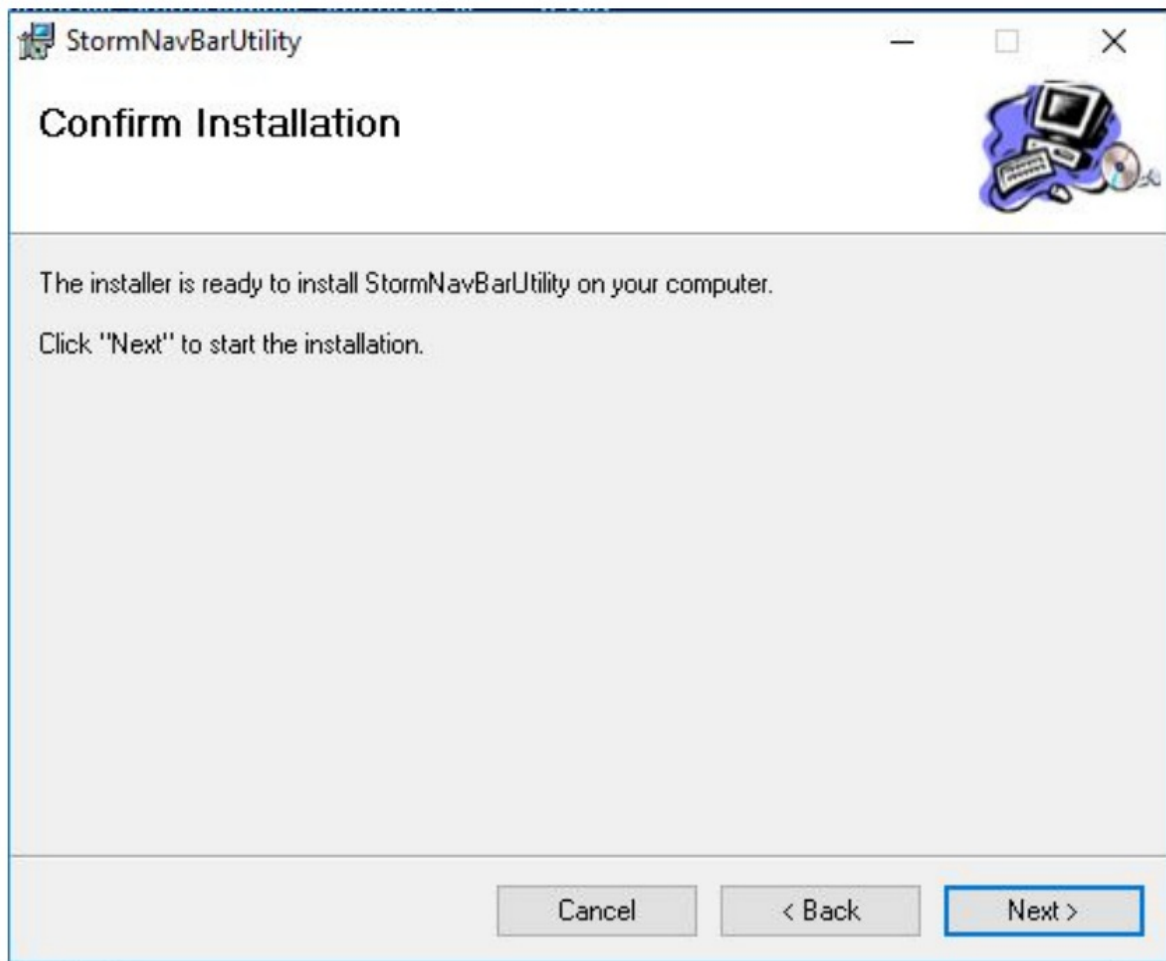 StormNavBarUtility
Confirm Installation
The installer is ready to install StormNavBarUtility on your computer.
Click "Next" to start the installation.
Cancel
< Back
Next >